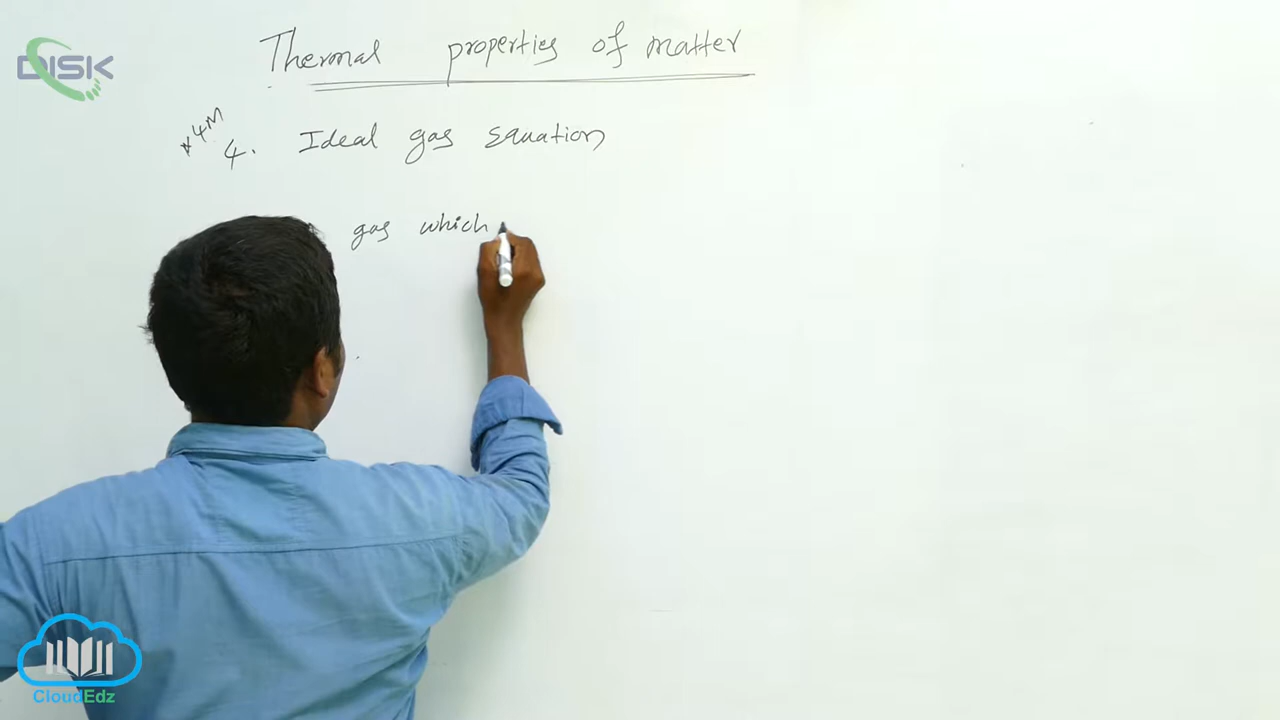 DISK
Thermal properties of matter
*4M
4. Ideal gas Equation
gas which
CloudEdz